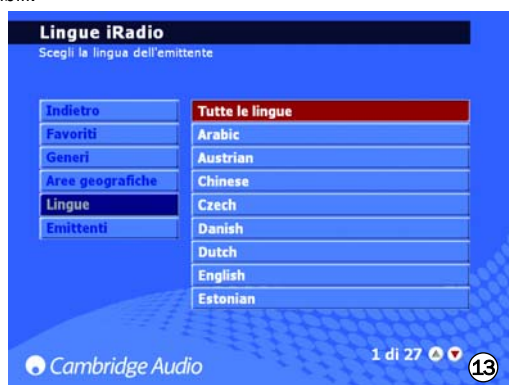 Lingue iRadio
Scegli la lingua dell'emittente
Indietro
Favoriti
Generi
Aree geografiche
Lingue
Emittenti
Tutte le lingue
Arabic
Austrian
Chinese
Czech
Danish
Dutch
English
Estonian
1 di 27
Cambridge Audio
13